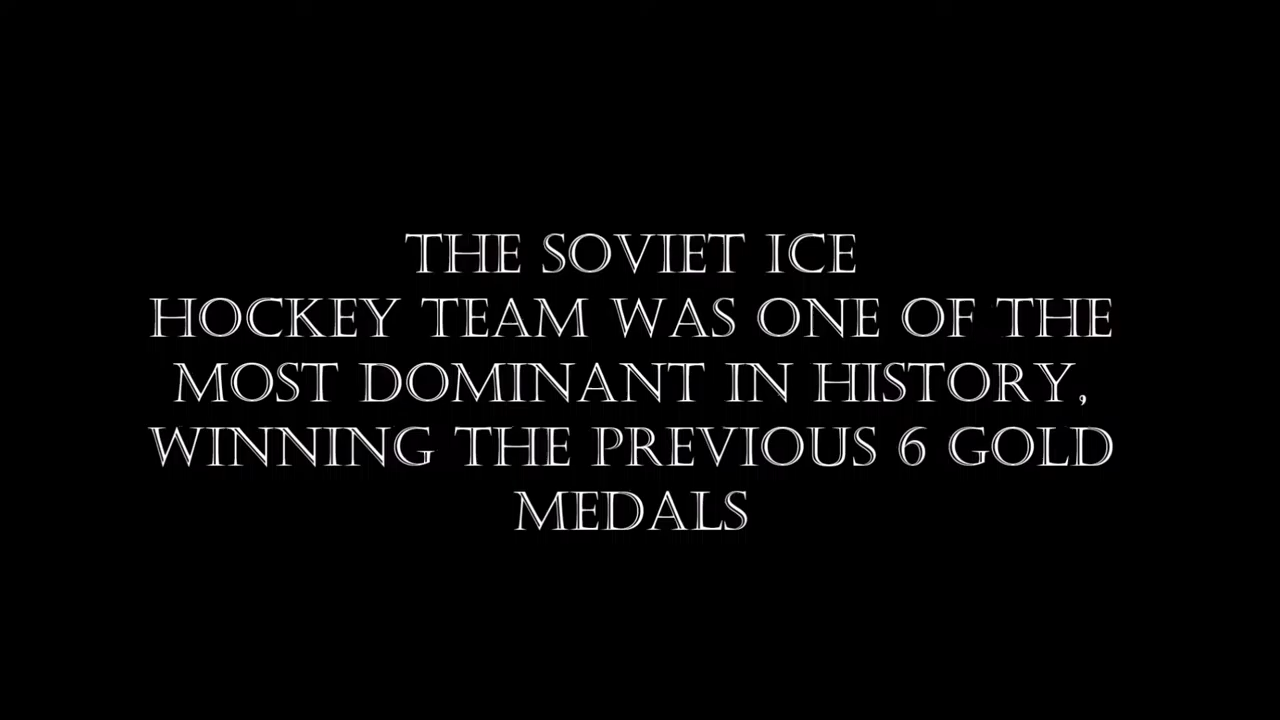 THE SOVIET ICE
HOCKEY TEAM WAS ONE OF THE
MOST DOMINANT IN HISTORY,
WINNING THE PREVIOUS 6 GOLD
MEDALS